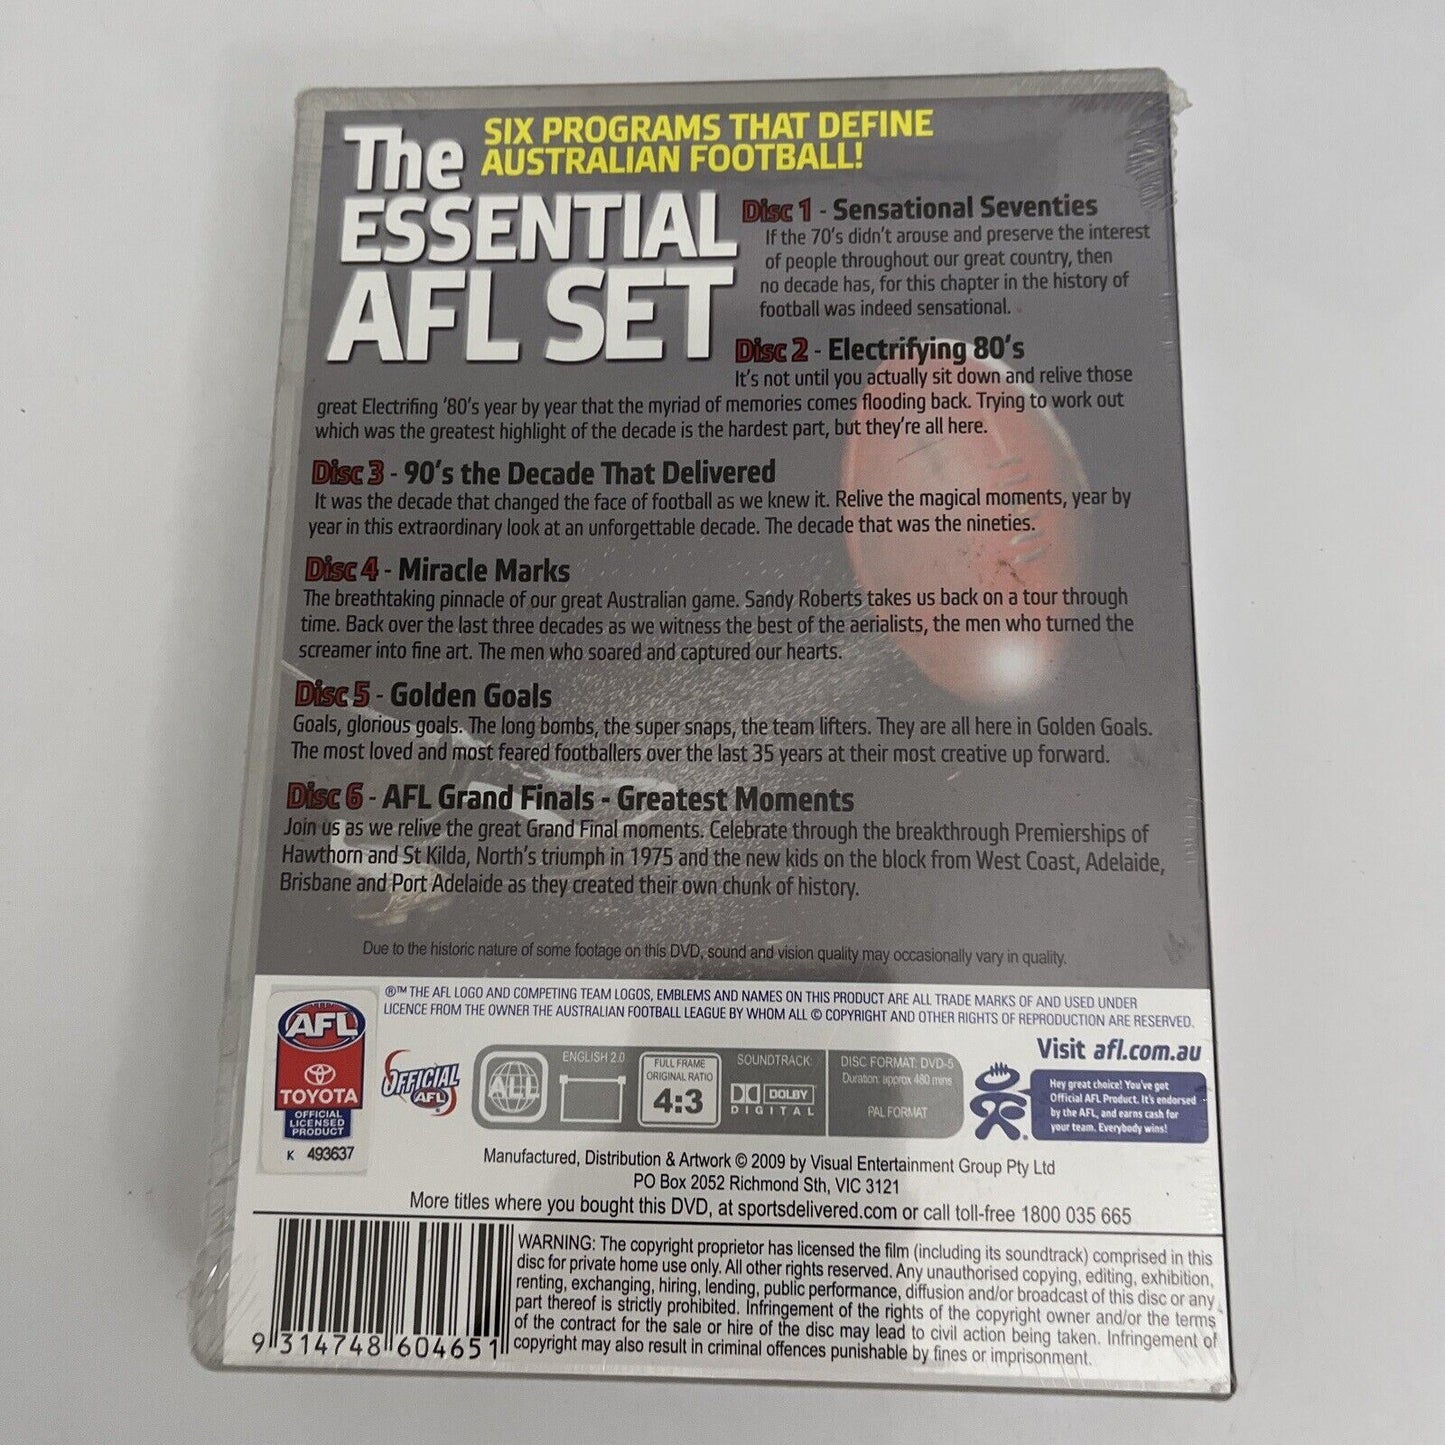 The
ESSENTIAL
AFL SET
SIX PROGRAMS THAT DEFINE
AUSTRALIAN FOOTBALL!
Disc 1 - Sensational Seventies
If the 70's didn't arouse and preserve the interest
of people throughout our great country, then
no decade has, for this chapter in the history of
football was indeed sensational.
Disc 2 - Electrifying 80's
It's not until you actually sit down and relive those
great Electrifing '80's year by year that the myriad of memories comes flooding back. Trying to work out
which was the greatest highlight of the decade is the hardest part, but they're all here.
Disc 3 - 90's the Decade That Delivered
It was the decade that changed the face of football as we knew it. Relive the magical moments, year by
year in this extraordinary look at an unforgettable decade. The decade that was the nineties.
Disc 4 - Miracle Marks
The breathtaking pinnacle of our great Australian game. Sandy Roberts takes us back on a tour through
time. Back over the last three decades as we witness the best of the aerialists, the men who turned the
screamer into fine art. The men who soared and captured our hearts.
Disc 5 - Golden Goals
Goals, glorious goals. The long bombs, the super snaps, the team lifters. They are all here in Golden Goals.
The most loved and most feared footballers over the last 35 years at their most creative up forward.
Disc 6 - AFL Grand Finals - Greatest Moments
Join us as we relive the great Grand Final moments. Celebrate through the breakthrough Premierships of
Hawthorn and St Kilda, North's triumph in 1975 and the new kids on the block from West Coast, Adelaide,
Brisbane and Port Adelaide as they created their own chunk of history.
Due to the historic nature of some footage on this DVD, sound and vision quality may occasionally vary in quality.
®™ THE AFL LOGO AND COMPETING TEAM LOGOS, EMBLEMS AND NAMES ON THIS PRODUCT ARE ALL TRADE MARKS OF AND USED UNDER
LICENCE FROM THE OWNER THE AUSTRALIAN FOOTBALL LEAGUE BY WHOM ALL © COPYRIGHT AND OTHER RIGHTS OF REPRODUCTION ARE RESERVED.
AFL
TOYOTA
OFFICIAL
LICENSED
PRODUCT
K 493637
OFFICIAL
AFL
ALL
ENGLISH 2.0
FULL FRAME
ORIGINAL RATIO
4:3
SOUNDTRACK:
DOLBY
DIGITAL
DISC FORMAT: DVD-5
Duration: approx 480 mins
PAL FORMAT
Visit afl.com.au
Hey great choice! You've got
Official AFL Product. It's endorsed
by the AFL, and earns cash for
your team. Everybody wins!
Manufactured, Distribution & Artwork © 2009 by Visual Entertainment Group Pty Ltd
PO Box 2052 Richmond Sth, VIC 3121
More titles where you bought this DVD, at sportsdelivered.com or call toll-free 1800 035 665
WARNING: The copyright proprietor has licensed the film (including its soundtrack) comprised in this
disc for private home use only. All other rights reserved. Any unauthorised copying, editing, exhibition,
renting, exchanging, hiring, lending, public performance, diffusion and/or broadcast of this disc or any
part thereof is strictly prohibited. Infringement of the rights of the copyright owner and/or the terms
of the contract for the sale or hire of the disc may lead to civil action being taken. Infringement of
copyright may also result in criminal offences punishable by fines or imprisonment.
9 314748 604651